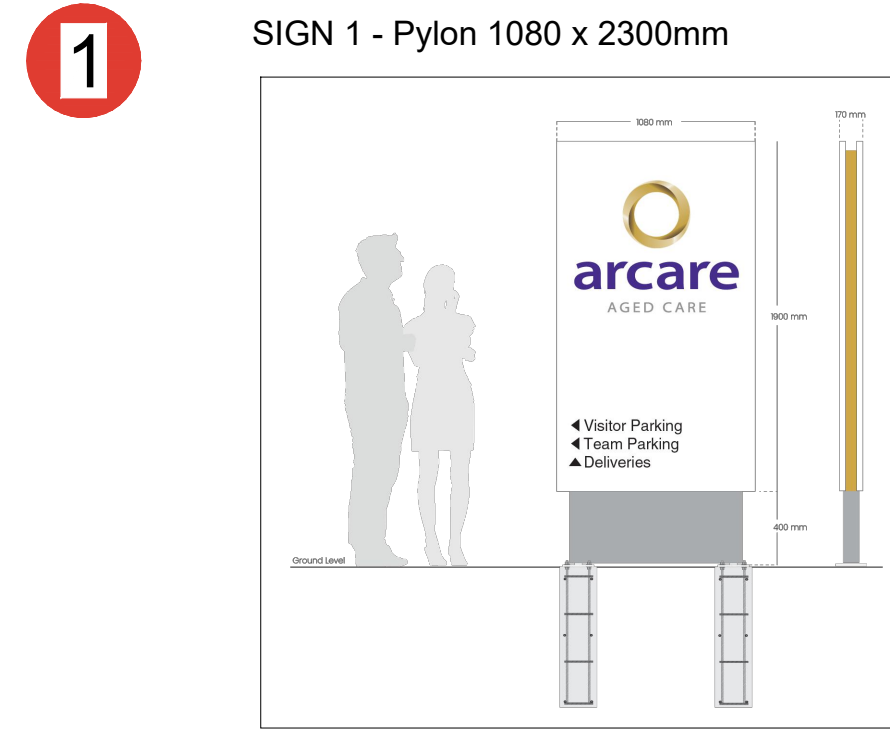 1
SIGN 1 - Pylon 1080 x 2300mm
1080 mm
170 mm
arcare
AGED CARE
1900 mm
Visitor Parking
Team Parking
Deliveries
400 mm
Ground Level